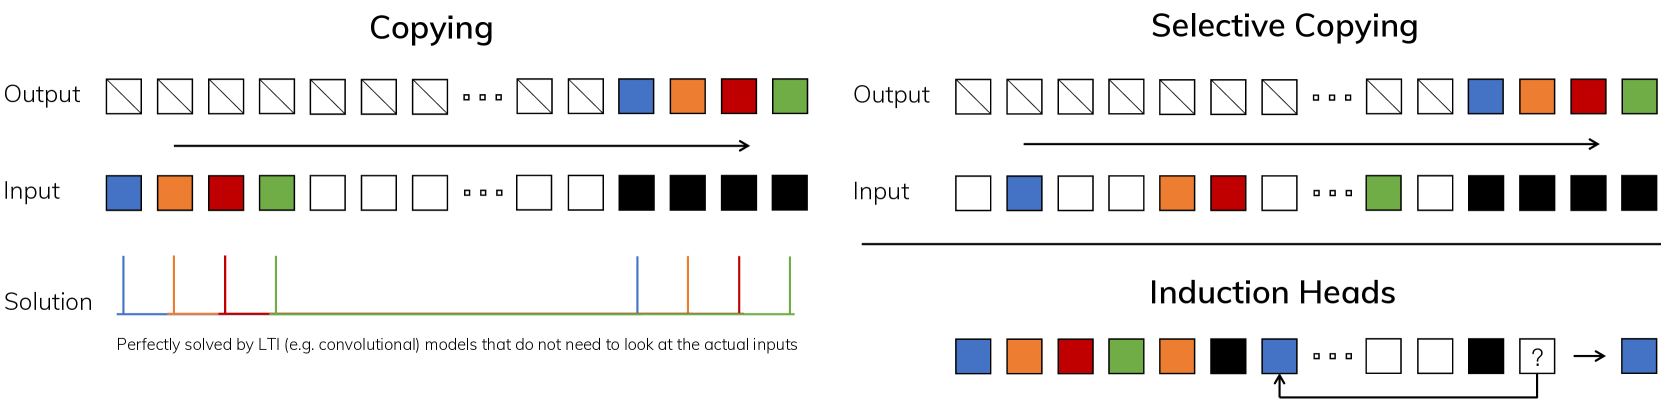 Copying
Output
Input
Solution
Perfectly solved by LTI (e.g. convolutional) models that do not need to look at the actual inputs
Selective Copying
Output
Input
Induction Heads
?